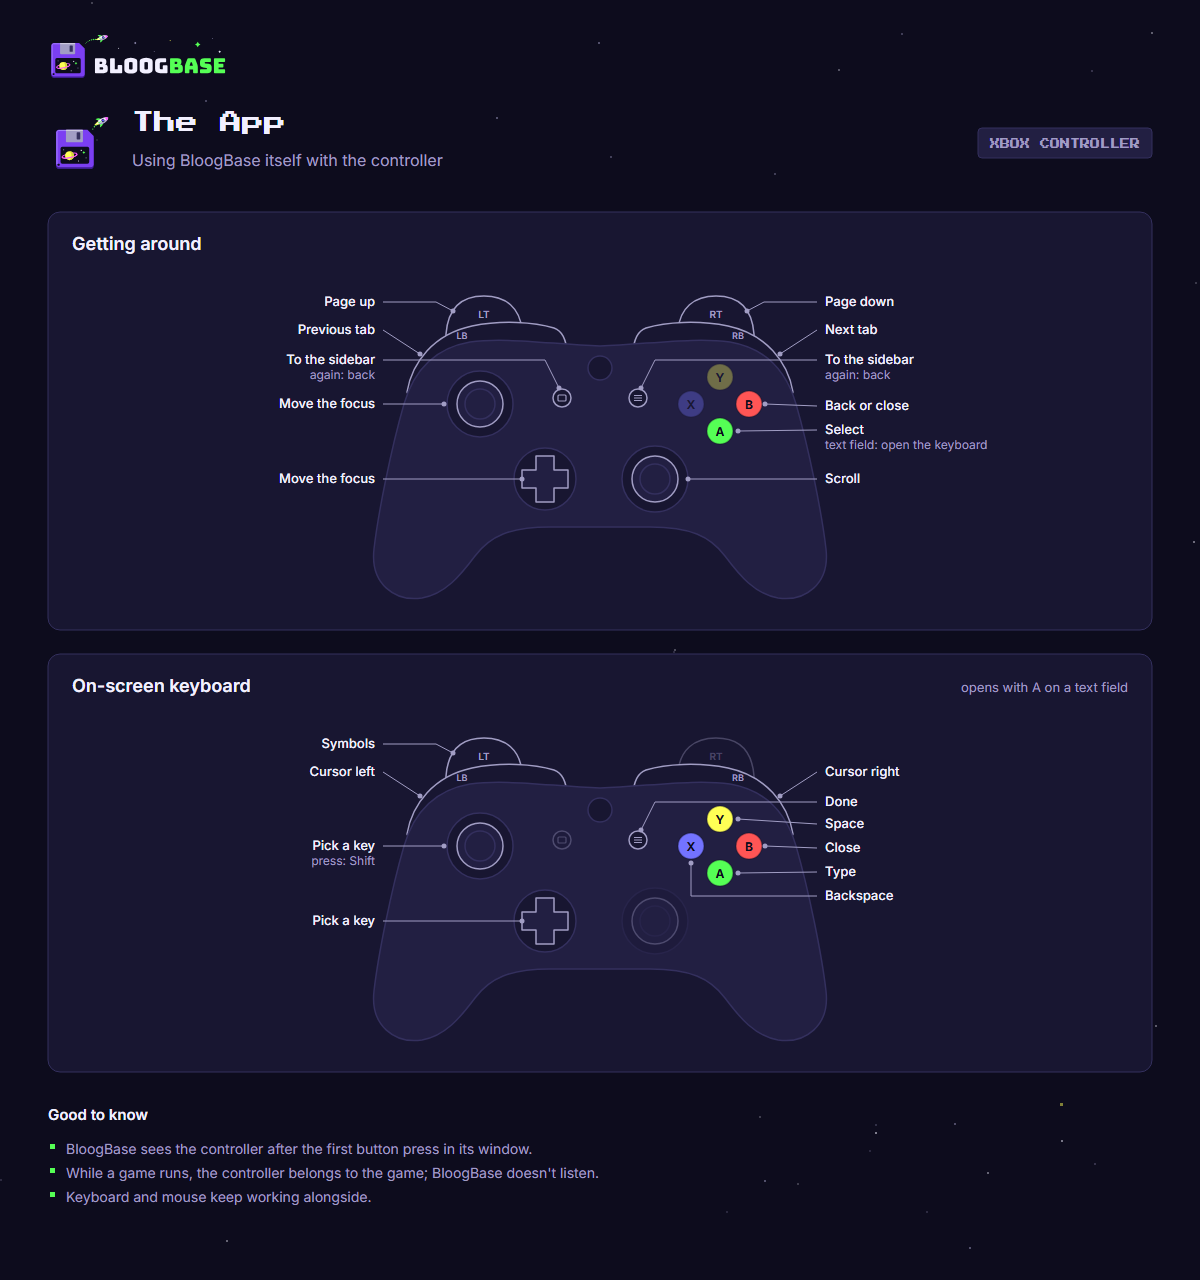 BLOOGBASE
The App
Using BloogBase itself with the controller
XBOX CONTROLLER
Getting around
Page up
LT
RT
Page down
Previous tab
LB
RB
Next tab
To the sidebar
again: back
To the sidebar
again: back
Y
Move the focus
X
B
Back or close
A
Select
text field: open the keyboard
Move the focus
Scroll
On-screen keyboard
opens with A on a text field
Symbols
LT
RT
Cursor left
LB
RB
Cursor right
Done
Y
Space
Pick a key
press: Shift
X
B
Close
A
Type
Backspace
Pick a key
Good to know
BloogBase sees the controller after the first button press in its window.
While a game runs, the controller belongs to the game; BloogBase doesn't listen.
Keyboard and mouse keep working alongside.